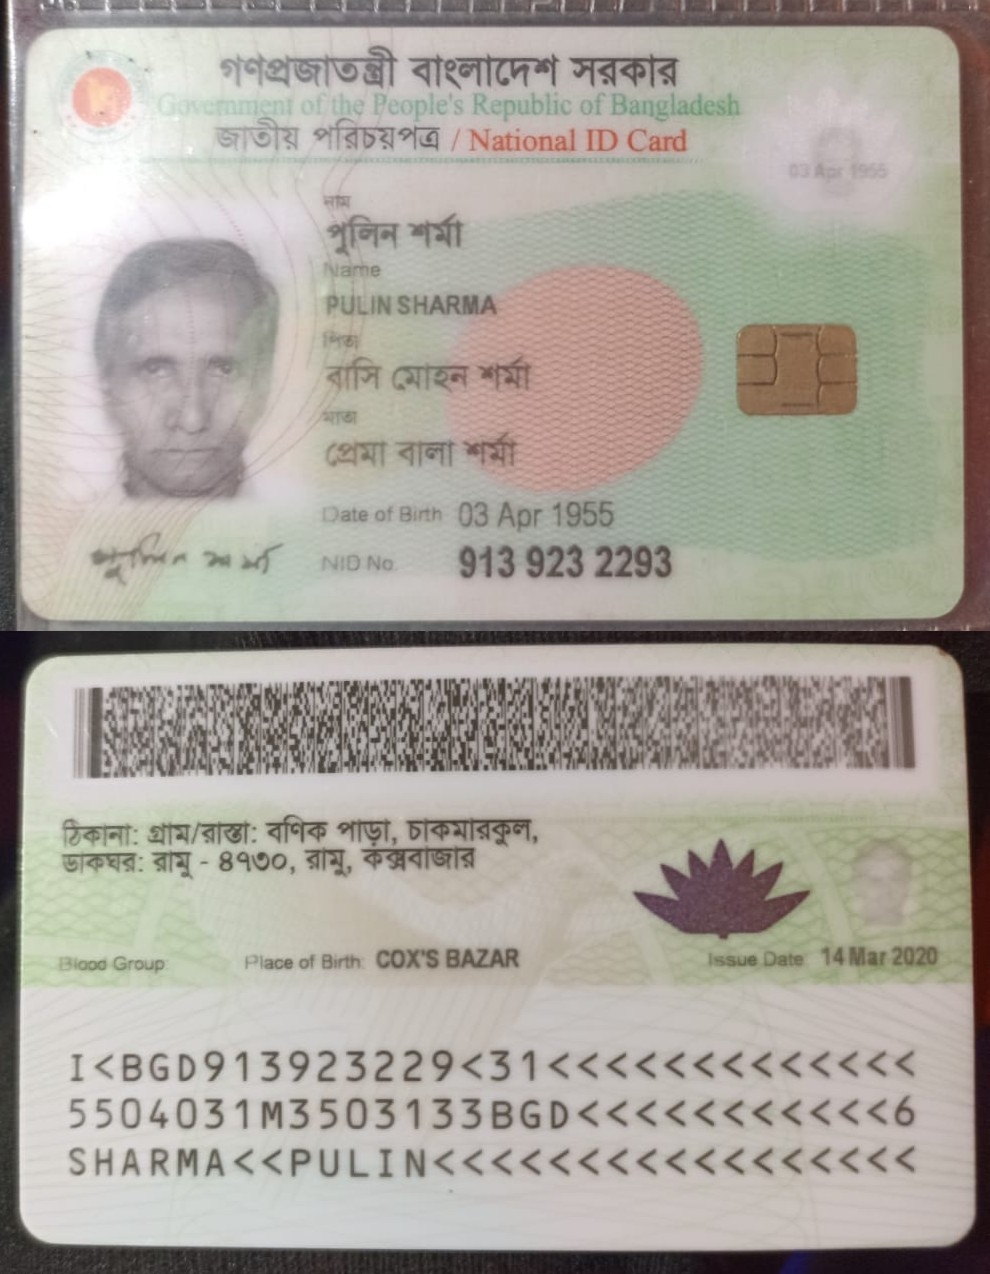 গণপ্রজাতন্ত্রী বাংলাদেশ সরকার
Government of the People's Republic of Bangladesh
জাতীয় পরিচয়পত্র / National ID Card
03 Apr 1955
নাম
পুলিন শর্মা
Name
PULIN SHARMA
পিতা
বাসি মোহন শর্মা
মাতা
প্রেমা বালা শর্মা
Date of Birth 03 Apr 1955
পুলিন শর্মা
NID No. 913 923 2293
ঠিকানা: গ্রাম/রাস্তা: বণিক পাড়া, চাকমারকুল,
ডাকঘর: রামু - ৪৭৩০, রামু, কক্সবাজার
Blood Group: Place of Birth: COX'S BAZAR Issue Date: 14 Mar 2020
I<BGD913923229<31<<<<<<<<<<<<<
5504031M3503133BGD<<<<<<<<<<<6
SHARMA<<PULIN<<<<<<<<<<<<<<<<<